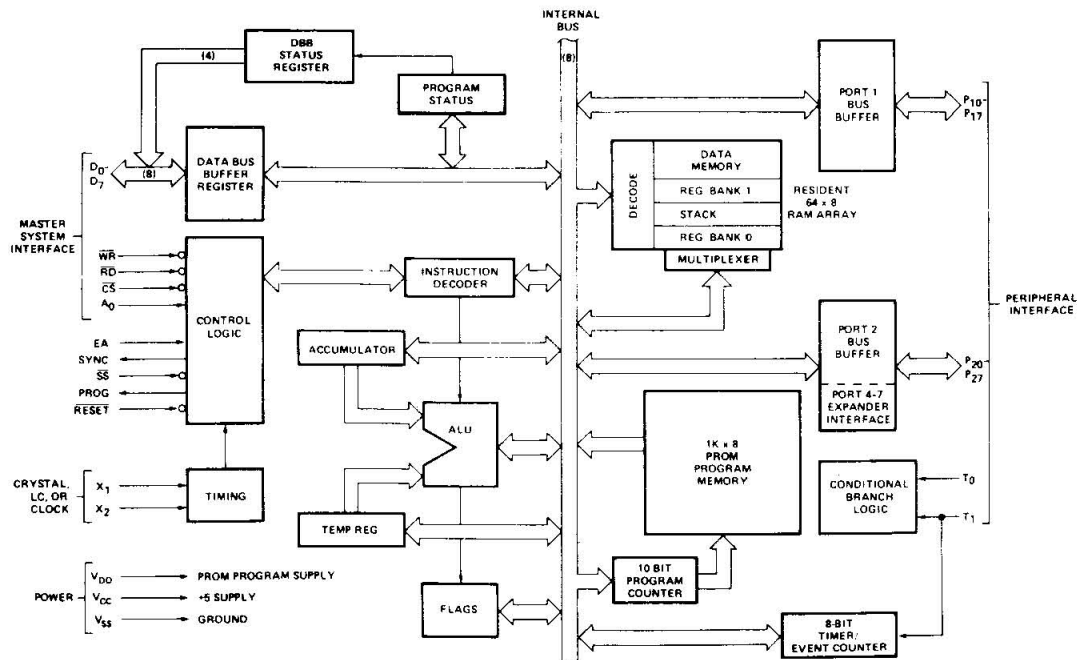 INTERNAL
BUS
(8)
DBB
STATUS
REGISTER
(4)
PROGRAM
STATUS
D0-
D7
(8)
DATA BUS
BUFFER
REGISTER
MASTER
SYSTEM
INTERFACE
WR
RD
CS
A0
CONTROL
LOGIC
INSTRUCTION
DECODER
EA
SYNC
SS
PROG
RESET
ACCUMULATOR
ALU
CRYSTAL,
LC, OR
CLOCK
X1
X2
TIMING
TEMP REG
POWER
VDD
PROM PROGRAM SUPPLY
VCC
+5 SUPPLY
VSS
GROUND
FLAGS
PORT 1
BUS
BUFFER
P10-
P17
DECODE
DATA
MEMORY
REG BANK 1
STACK
REG BANK 0
MULTIPLEXER
RESIDENT
64 x 8
RAM ARRAY
PERIPHERAL
INTERFACE
PORT 2
BUS
BUFFER
PORT 4-7
EXPANDER
INTERFACE
P20-
P27
1K x 8
PROM
PROGRAM
MEMORY
CONDITIONAL
BRANCH
LOGIC
T0
T1
10 BIT
PROGRAM
COUNTER
8-BIT
TIMER/
EVENT COUNTER